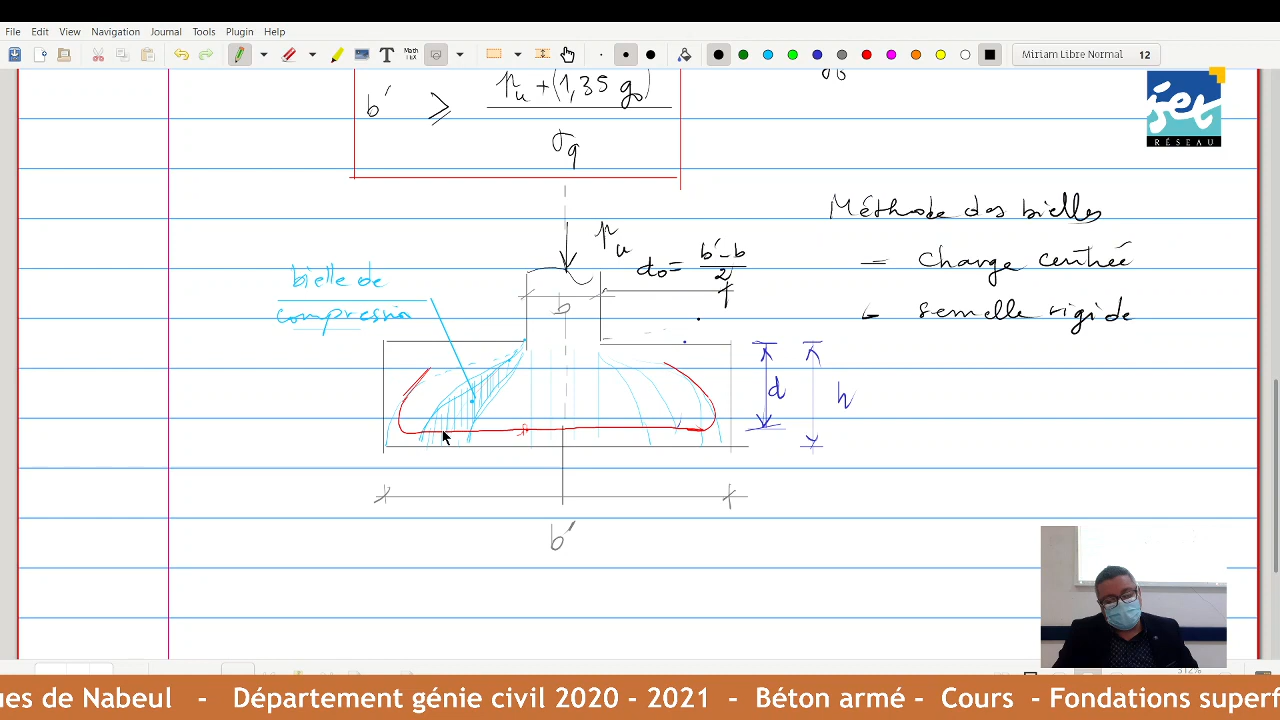 File Edit View Navigation Journal Tools Plugin Help
Miriam Libre Normal 12
b' ⩾ pu + (1,35 g0) / σq
iset
RÉSEAU
Méthode des bielles
pu
d0 = b'-b / 2
– charge centrée
bielle de
compression
b
semelle rigide
d
h
b'
ues de Nabeul - Département génie civil 2020 - 2021 - Béton armé - Cours - Fondations superf